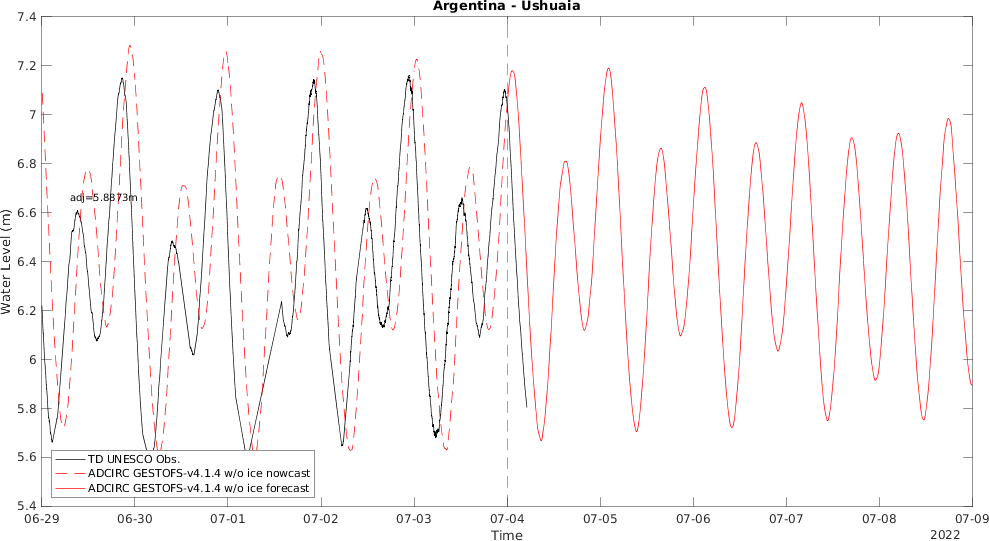 Argentina - Ushuaia
7.4
7.2
7
6.8
6.6
6.4
6.2
6
5.8
5.6
5.4
Water Level (m)
adj=5.8873m
TD UNESCO Obs.
ADCIRC GESTOFS-v4.1.4 w/o ice nowcast
ADCIRC GESTOFS-v4.1.4 w/o ice forecast
06-29 06-30 07-01 07-02 07-03 07-04 07-05 07-06 07-07 07-08 07-09
Time
2022